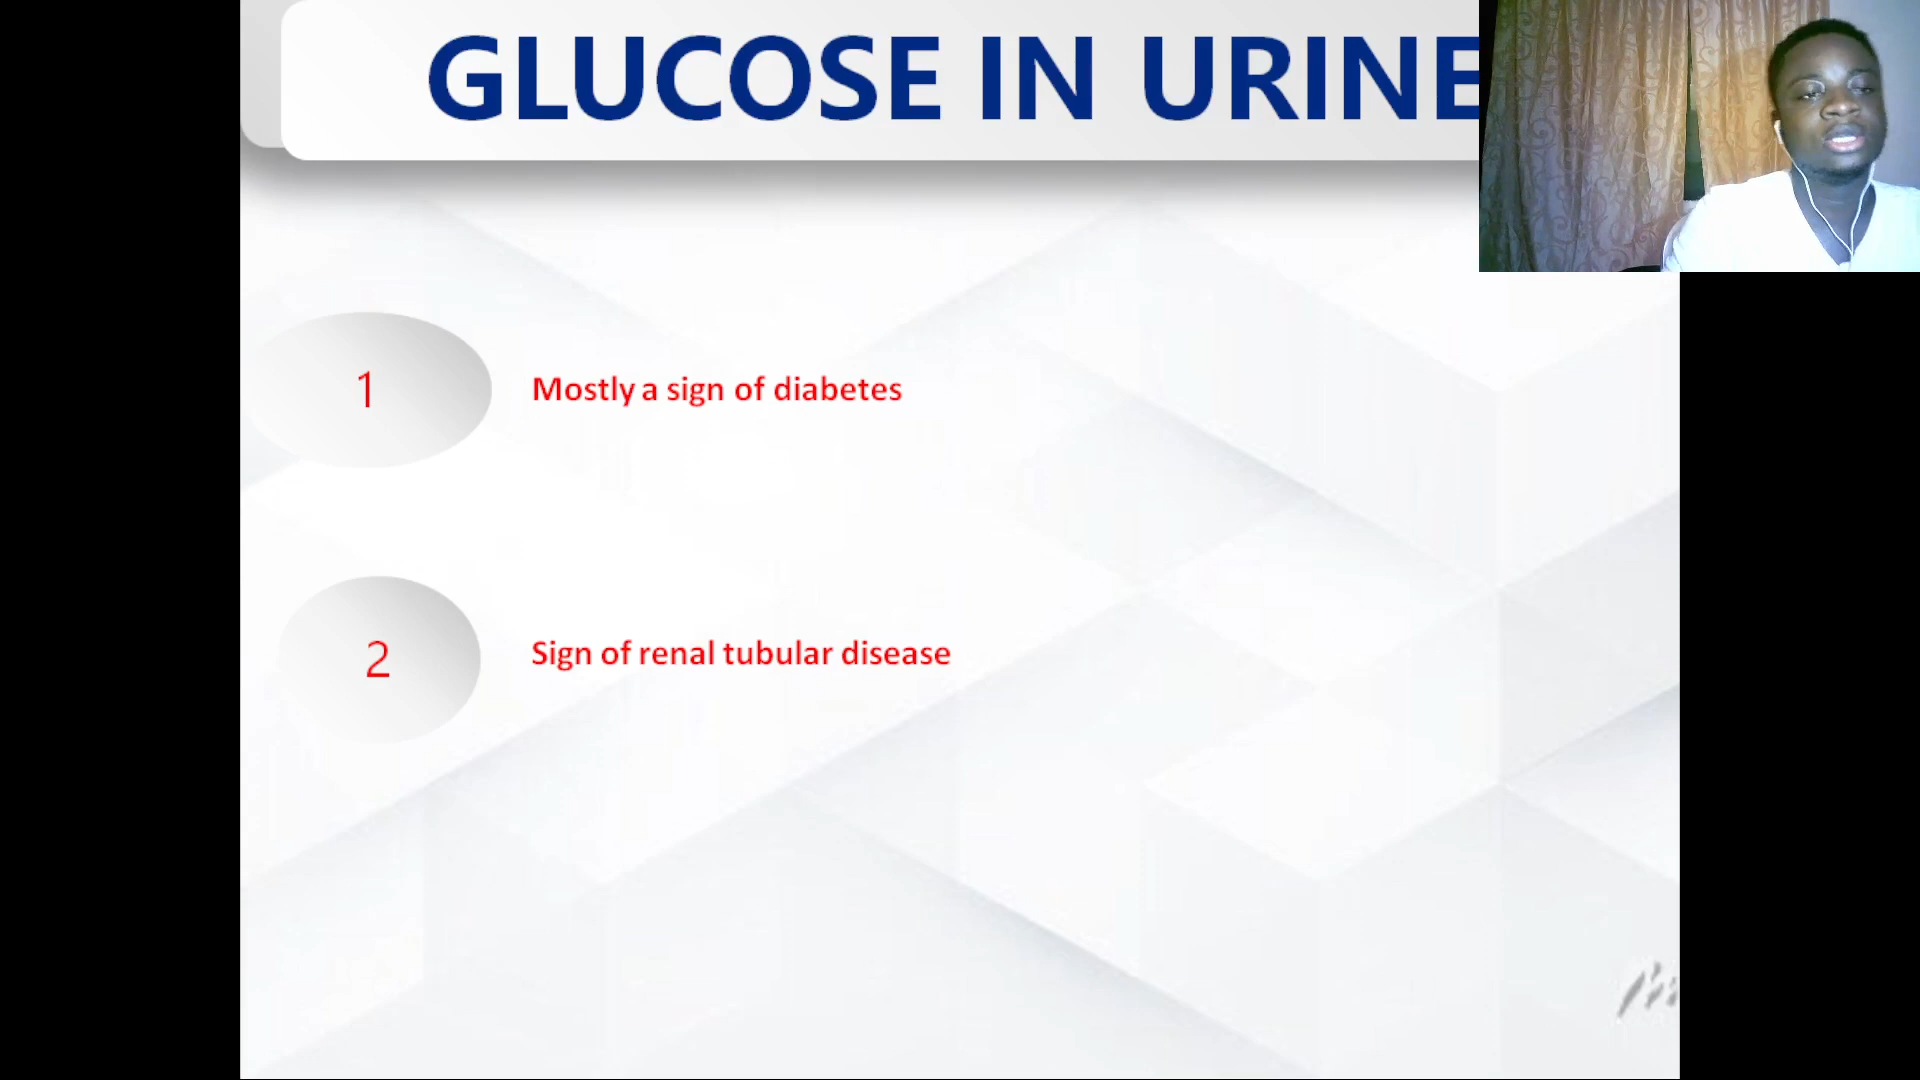 GLUCOSE IN URINE
1
Mostly a sign of diabetes
2
Sign of renal tubular disease